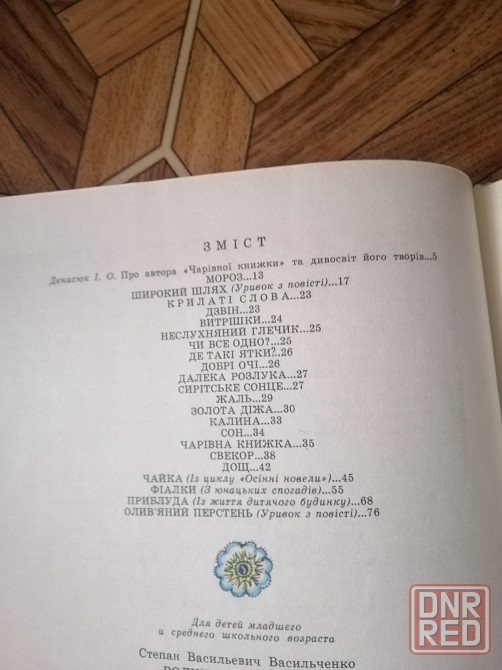 ЗМІСТ
Денисюк І. О. Про автора «Чарівної книжки» та дивосвіт його творів...5
МОРОЗ...13
ШИРОКИЙ ШЛЯХ (Уривок з повісті)...17
КРИЛАТІ СЛОВА...23
ДЗВІН...23
ВИТРІШКИ...24
НЕСЛУХНЯНИЙ ГЛЕЧИК...25
ЧИ ВСЕ ОДНО?...25
ДЕ ТАКІ ЯТКИ?..26
ДОБРІ ОЧІ...26
ДАЛЕКА РОЗЛУКА...27
СИРІТСЬКЕ СОНЦЕ...27
ЖАЛЬ...29
ЗОЛОТА ДІЖА...30
КАЛИНА...33
СОН...34
ЧАРІВНА КНИЖКА...35
СВЕКОР...38
ДОЩ...42
ЧАЙКА (Із циклу «Осінні новели»)...45
ФІАЛКИ (З юнацьких спогадів)...55
ПРИБЛУДА (Із життя дитячого будинку)...68
ОЛИВ'ЯНИЙ ПЕРСТЕНЬ (Уривок з повісті)...76
Для детей младшего
и среднего школьного возраста
Степан Васильевич Васильченко
DNR
RED